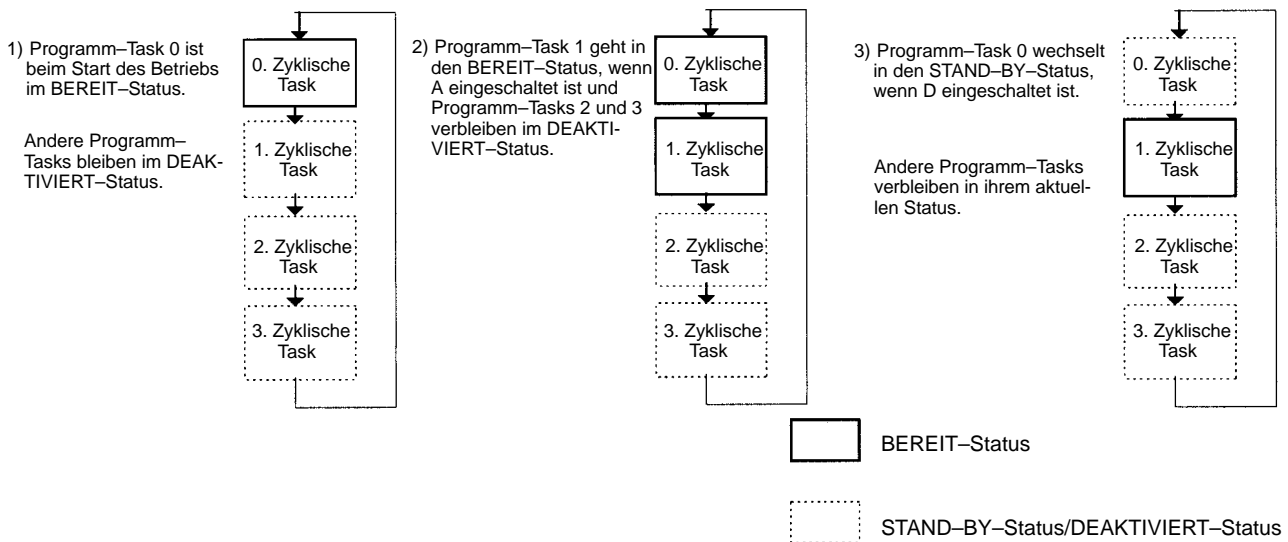 1) Programm–Task 0 ist
beim Start des Betriebs
im BEREIT–Status.
Andere Programm–
Tasks bleiben im DEAK-
TIVIERT–Status.
0. Zyklische
Task
1. Zyklische
Task
2. Zyklische
Task
3. Zyklische
Task
2) Programm–Task 1 geht in
den BEREIT–Status, wenn
A eingeschaltet ist und
Programm–Tasks 2 und 3
verbleiben im DEAKTI-
VIERT–Status.
0. Zyklische
Task
1. Zyklische
Task
2. Zyklische
Task
3. Zyklische
Task
3) Programm–Task 0 wechselt
in den STAND–BY–Status,
wenn D eingeschaltet ist.
Andere Programm–Tasks
verbleiben in ihrem aktuel-
len Status.
0. Zyklische
Task
1. Zyklische
Task
2. Zyklische
Task
3. Zyklische
Task
BEREIT–Status
STAND–BY–Status/DEAKTIVIERT–Status